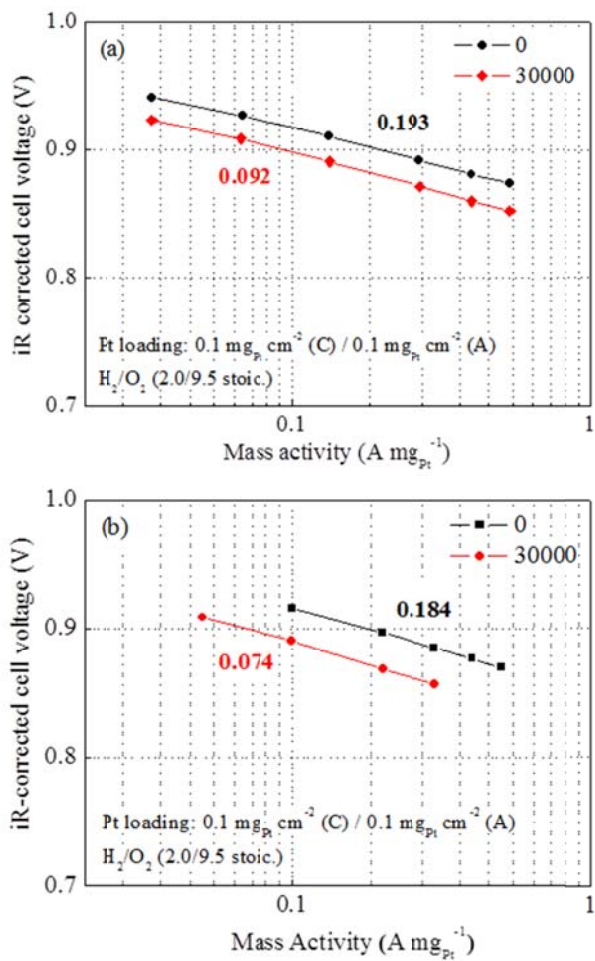 (a)
0
30000
0.193
0.092
Pt loading: 0.1 mgPt cm-2 (C) / 0.1 mgPt cm-2 (A)
H2/O2 (2.0/9.5 stoic.)
iR corrected cell voltage (V)
1.0
0.9
0.8
0.7
0.1
1
Mass activity (A mgPt-1)
(b)
0
30000
0.184
0.074
Pt loading: 0.1 mgPt cm-2 (C) / 0.1 mgPt cm-2 (A)
H2/O2 (2.0/9.5 stoic.)
iR-corrected cell voltage (V)
1.0
0.9
0.8
0.7
0.1
1
Mass Activity (A mgPt-1)